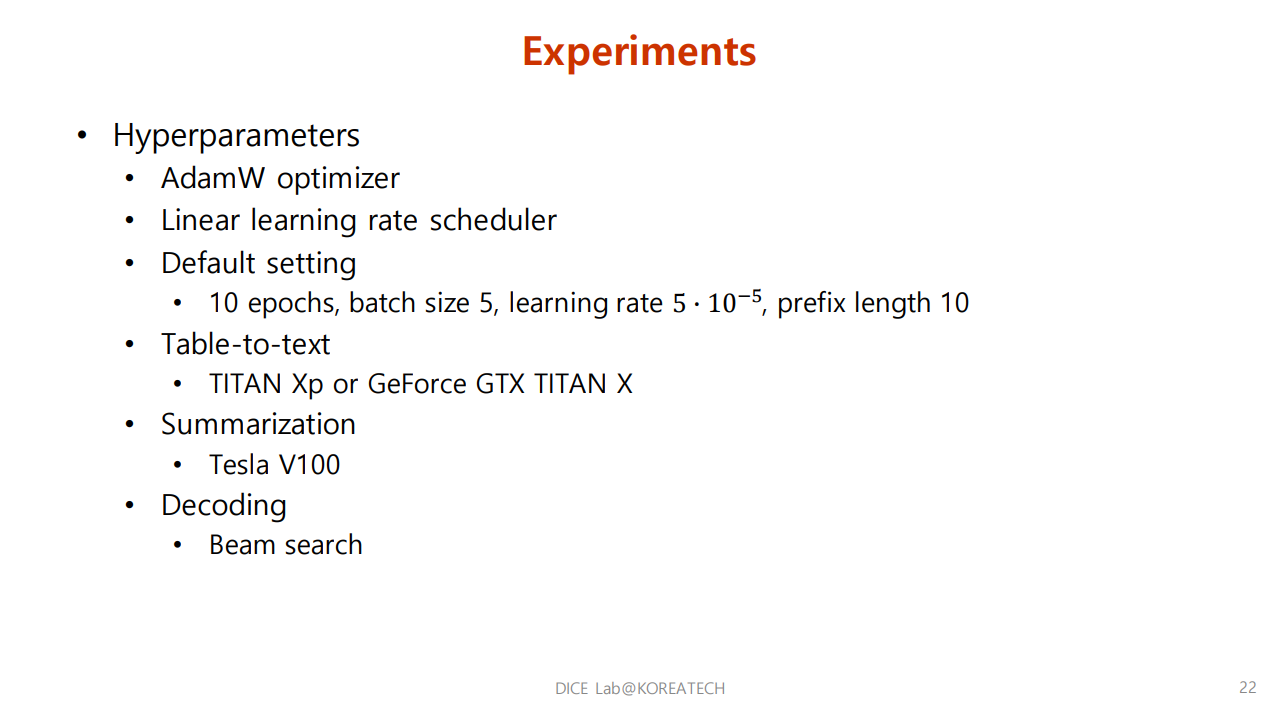 Experiments
• Hyperparameters
• AdamW optimizer
• Linear learning rate scheduler
• Default setting
• 10 epochs, batch size 5, learning rate 5 · 10⁻⁵, prefix length 10
• Table-to-text
• TITAN Xp or GeForce GTX TITAN X
• Summarization
• Tesla V100
• Decoding
• Beam search
DICE Lab@KOREATECH
22